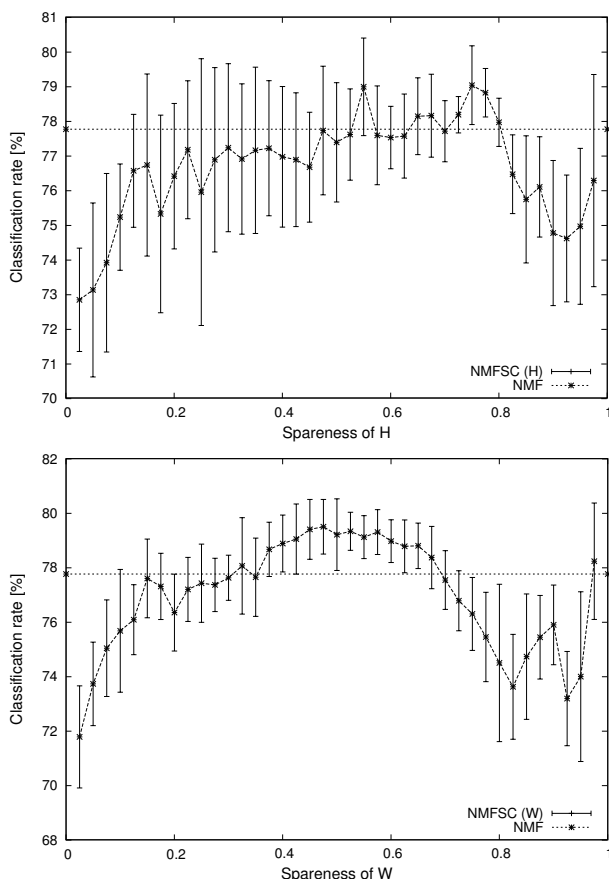 81
80
79
78
77
76
75
74
73
72
71
70
Classification rate [%]
NMFSC (H)
NMF
0 0.2 0.4 0.6 0.8 1
Spareness of H
82
80
78
76
74
72
70
68
Classification rate [%]
NMFSC (W)
NMF
0 0.2 0.4 0.6 0.8 1
Spareness of W